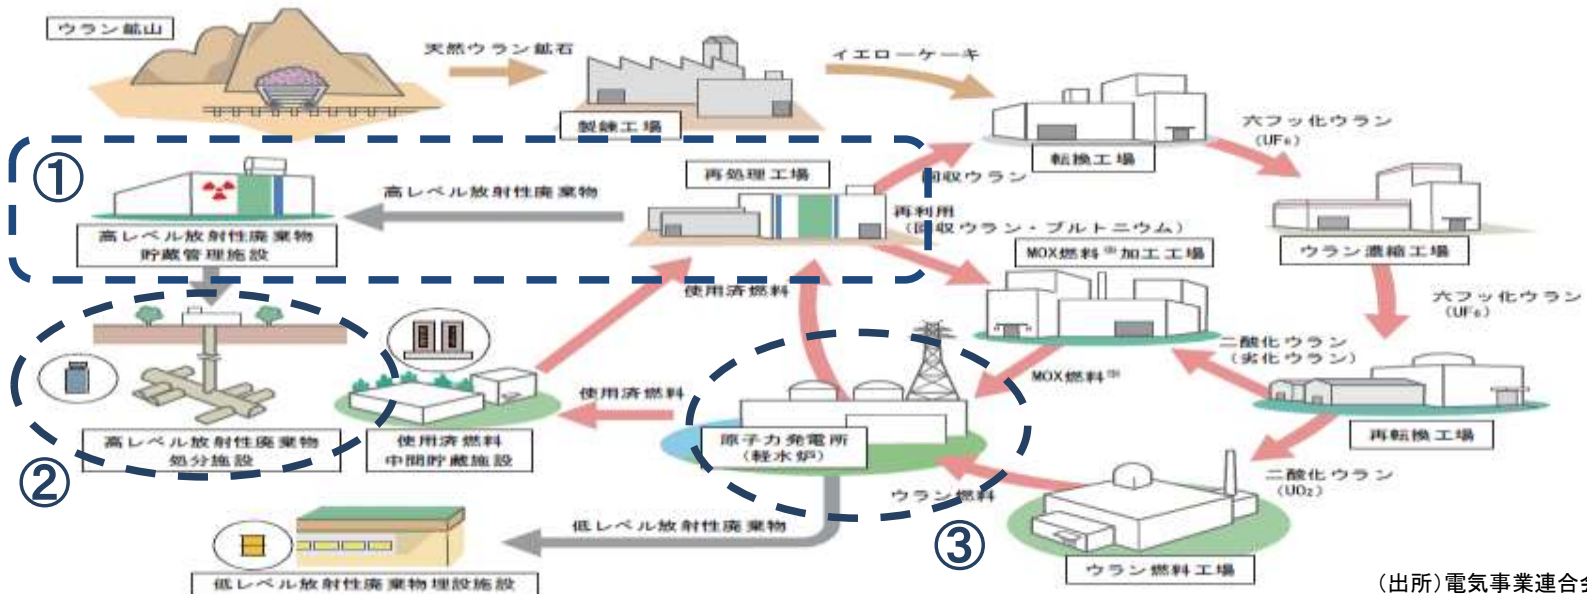 ウラン鉱山
天然ウラン鉱石
イエローケーキ
製錬工場
転換工場
六フッ化ウラン
(UF₆)
①
再処理工場
高レベル放射性廃棄物
回収ウラン
再利用
(回収ウラン・プルトニウム)
高レベル放射性廃棄物
貯蔵管理施設
MOX燃料(注)加工工場
ウラン濃縮工場
使用済燃料
六フッ化ウラン
(UF₆)
二酸化ウラン
(劣化ウラン)
MOX燃料(注)
使用済燃料
高レベル放射性廃棄物
処分施設
②
使用済燃料
中間貯蔵施設
原子力発電所
(軽水炉)
再転換工場
二酸化ウラン
(UO₂)
ウラン燃料
③
低レベル放射性廃棄物
低レベル放射性廃棄物埋設施設
ウラン燃料工場
(出所)電気事業連合会